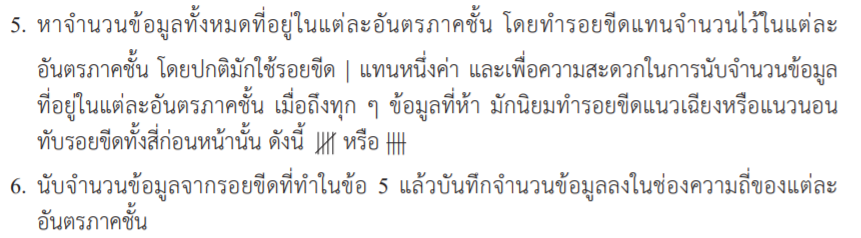 5. หาจำนวนข้อมูลทั้งหมดที่อยู่ในแต่ละอันตรภาคชั้น โดยทำรอยขีดแทนจำนวนไว้ในแต่ละ
อันตรภาคชั้น โดยปกติมักใช้รอยขีด | แทนหนึ่งค่า และเพื่อความสะดวกในการนับจำนวนข้อมูล
ที่อยู่ในแต่ละอันตรภาคชั้น เมื่อถึงทุก ๆ ข้อมูลที่ห้า มักนิยมทำรอยขีดแนวเฉียงหรือแนวนอน
ทับรอยขีดทั้งสี่ก่อนหน้านั้น ดังนี้ |||| หรือ ||||
6. นับจำนวนข้อมูลจากรอยขีดที่ทำในข้อ 5 แล้วบันทึกจำนวนข้อมูลลงในช่องความถี่ของแต่ละ
อันตรภาคชั้น